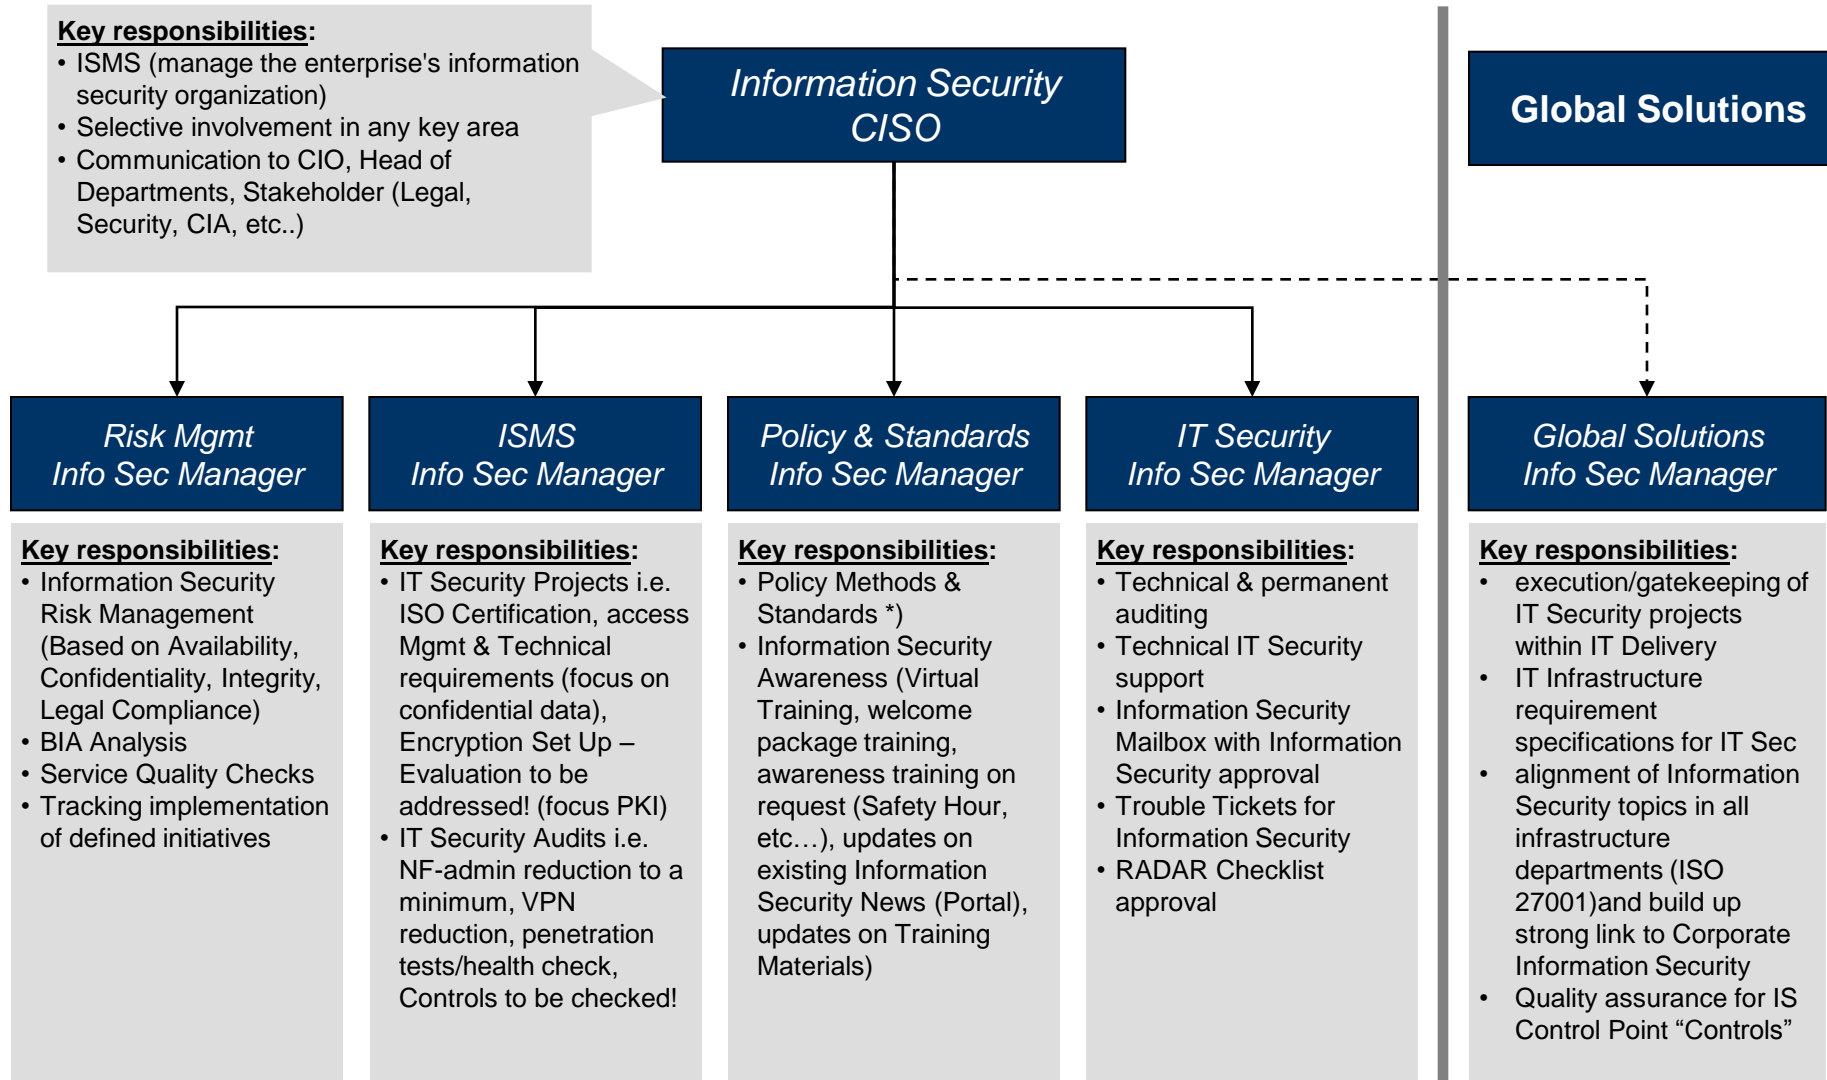 Key responsibilities:
• ISMS (manage the enterprise's information
security organization)
• Selective involvement in any key area
• Communication to CIO, Head of
Departments, Stakeholder (Legal,
Security, CIA, etc..)
Information Security
CISO
Global Solutions
Risk Mgmt
Info Sec Manager
Key responsibilities:
• Information Security
Risk Management
(Based on Availability,
Confidentiality, Integrity,
Legal Compliance)
• BIA Analysis
• Service Quality Checks
• Tracking implementation
of defined initiatives
ISMS
Info Sec Manager
Key responsibilities:
• IT Security Projects i.e.
ISO Certification, access
Mgmt & Technical
requirements (focus on
confidential data),
Encryption Set Up –
Evaluation to be
addressed! (focus PKI)
• IT Security Audits i.e.
NF-admin reduction to a
minimum, VPN
reduction, penetration
tests/health check,
Controls to be checked!
Policy & Standards
Info Sec Manager
Key responsibilities:
• Policy Methods &
Standards *)
• Information Security
Awareness (Virtual
Training, welcome
package training,
awareness training on
request (Safety Hour,
etc…), updates on
existing Information
Security News (Portal),
updates on Training
Materials)
IT Security
Info Sec Manager
Key responsibilities:
• Technical & permanent
auditing
• Technical IT Security
support
• Information Security
Mailbox with Information
Security approval
• Trouble Tickets for
Information Security
• RADAR Checklist
approval
Global Solutions
Info Sec Manager
Key responsibilities:
• execution/gatekeeping of
IT Security projects
within IT Delivery
• IT Infrastructure
requirement
specifications for IT Sec
• alignment of Information
Security topics in all
infrastructure
departments (ISO
27001)and build up
strong link to Corporate
Information Security
• Quality assurance for IS
Control Point “Controls”